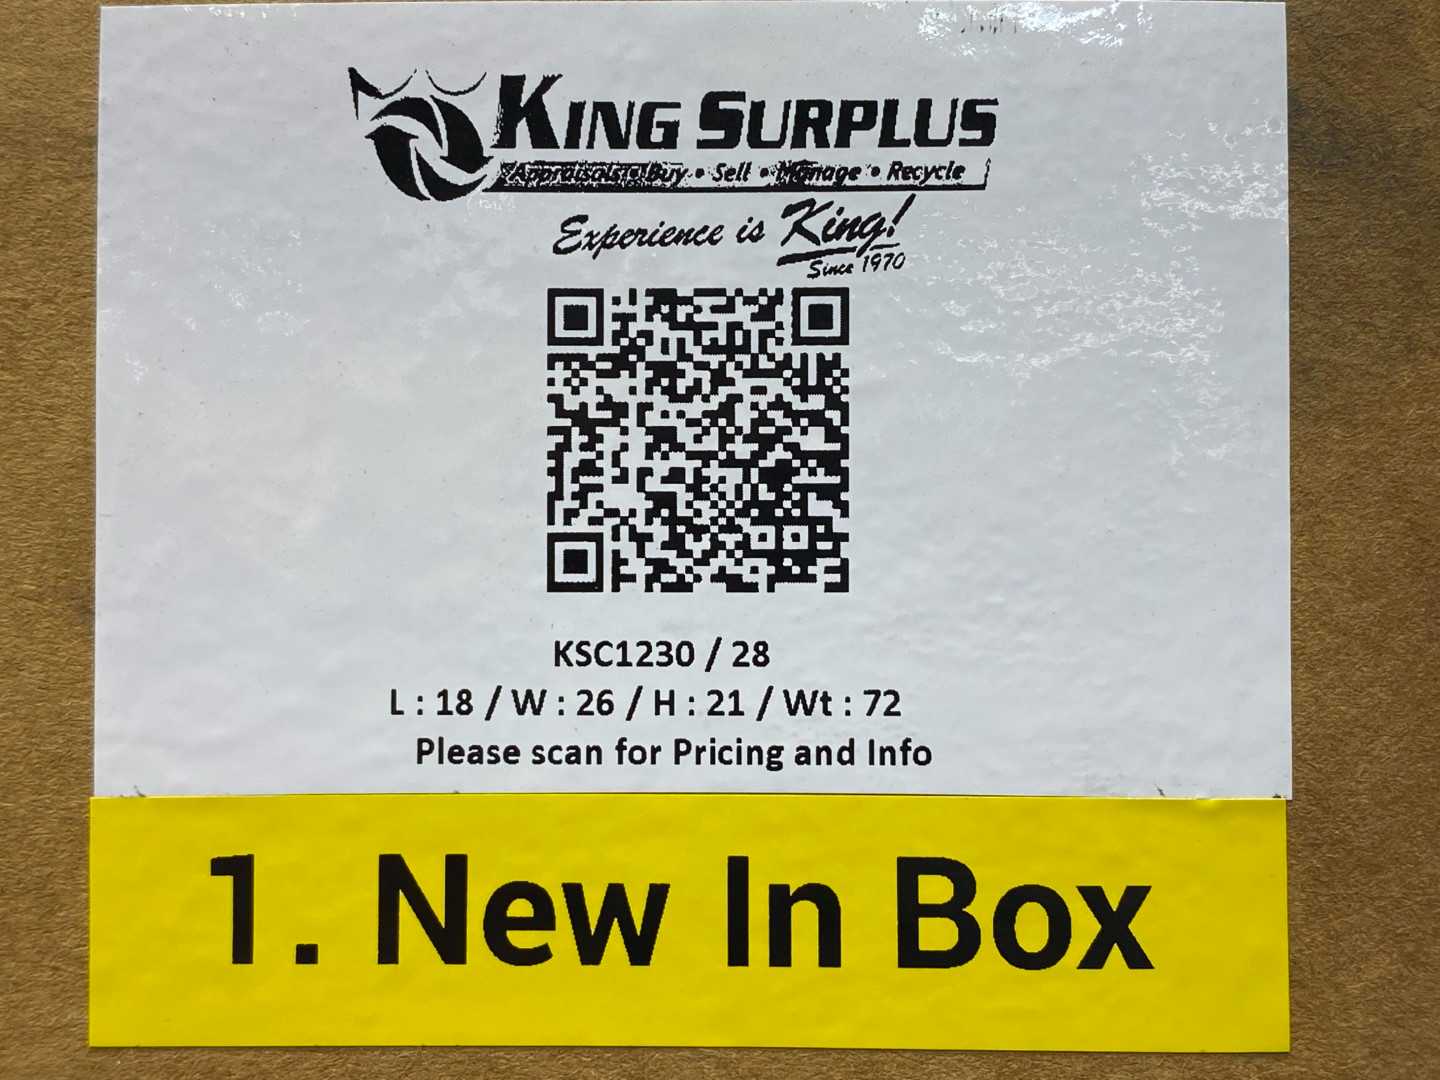 KING SURPLUS
Appraisals • Buy • Sell • Manage • Recycle
Experience is King!
Since 1970
KSC1230 / 28
L : 18 / W : 26 / H : 21 / Wt : 72
Please scan for Pricing and Info
1. New In Box